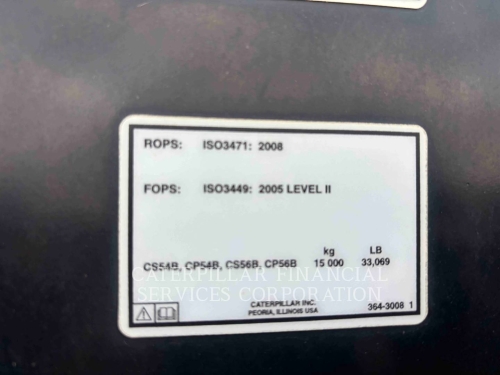 ROPS: ISO3471: 2008
FOPS: ISO3449: 2005 LEVEL II
kg LB
CS54B, CP54B, CS56B, CP56B 15 000 33,069
CATERPILLAR FINANCIAL
SERVICES CORPORATION
CATERPILLAR INC.
PEORIA, ILLINOIS USA
364-3008 1